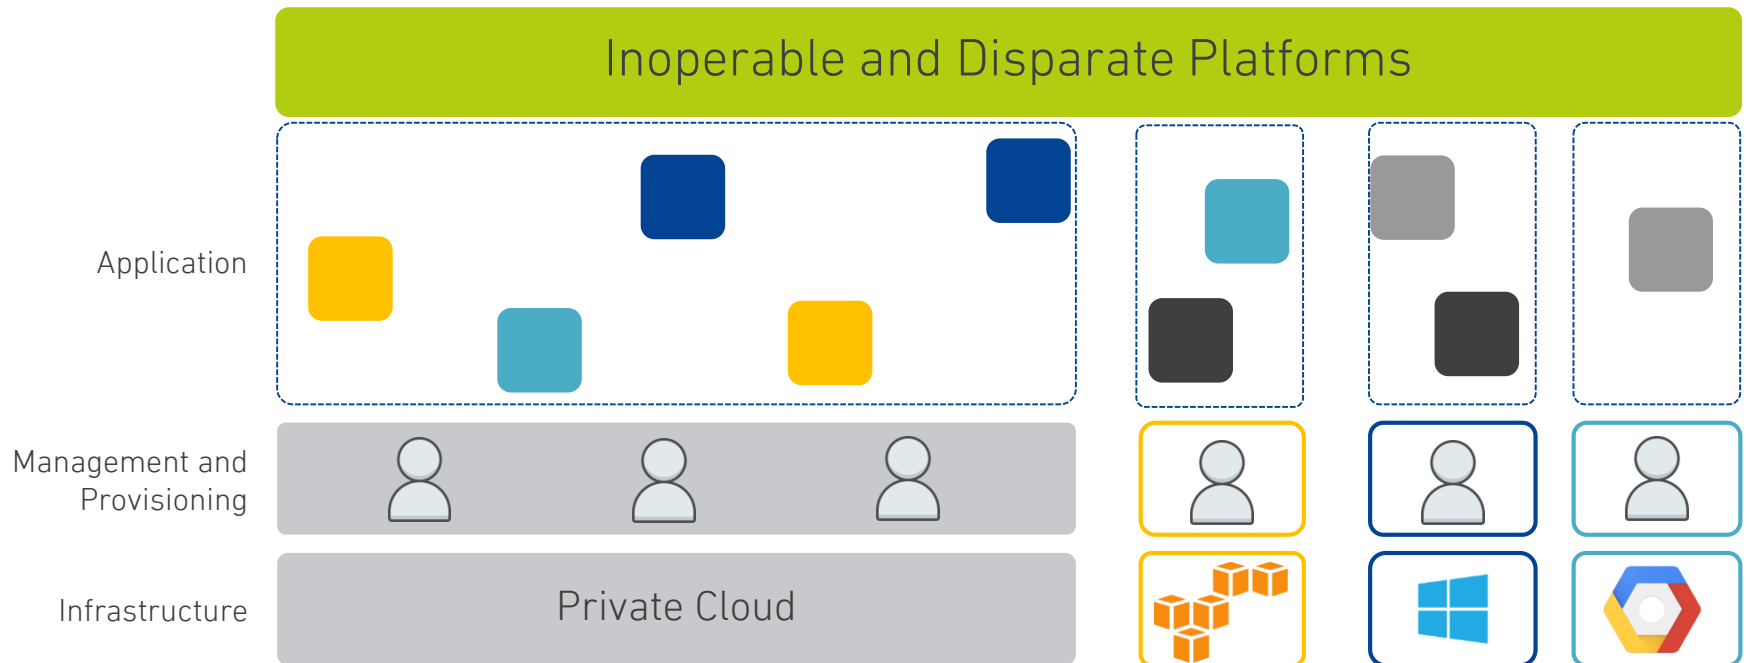 Inoperable and Disparate Platforms
Application
Management and
Provisioning
Infrastructure
Private Cloud